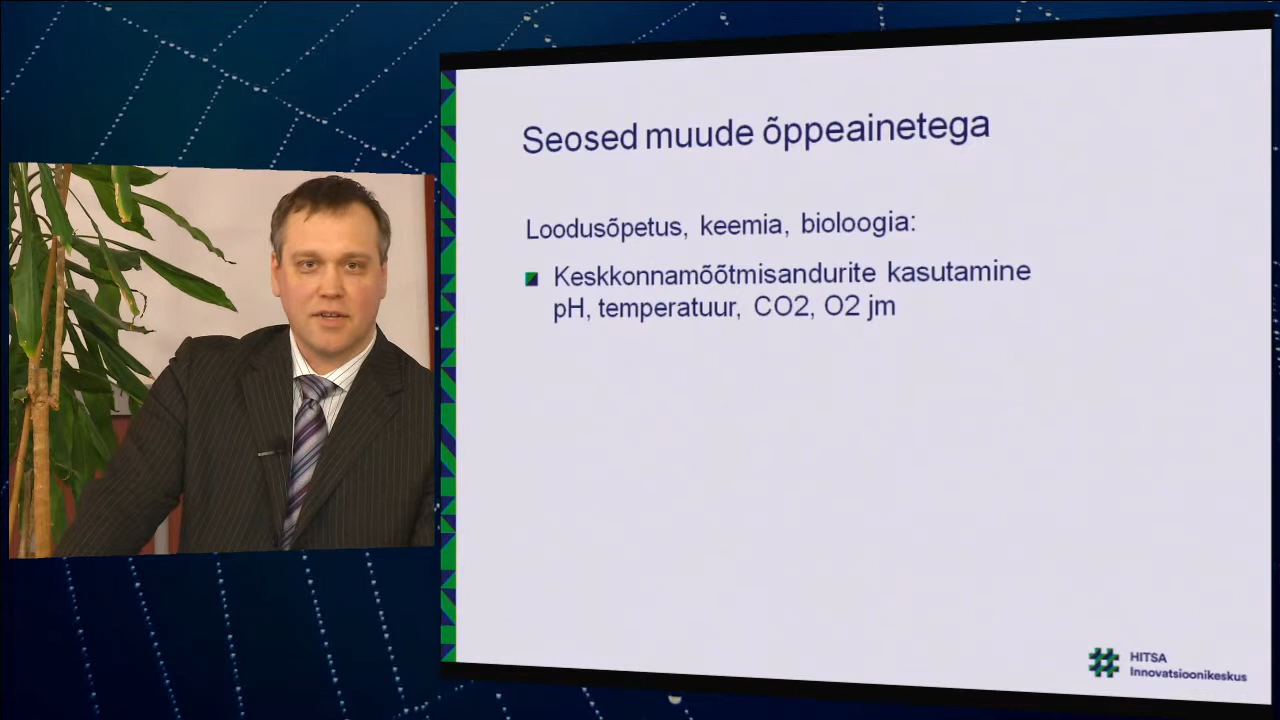 Seosed muude õppeainetega
Loodusõpetus, keemia, bioloogia:
Keskkonnamõõtmisandurite kasutamine
pH, temperatuur, CO2, O2 jm
HITSA
Innovatsioonikeskus